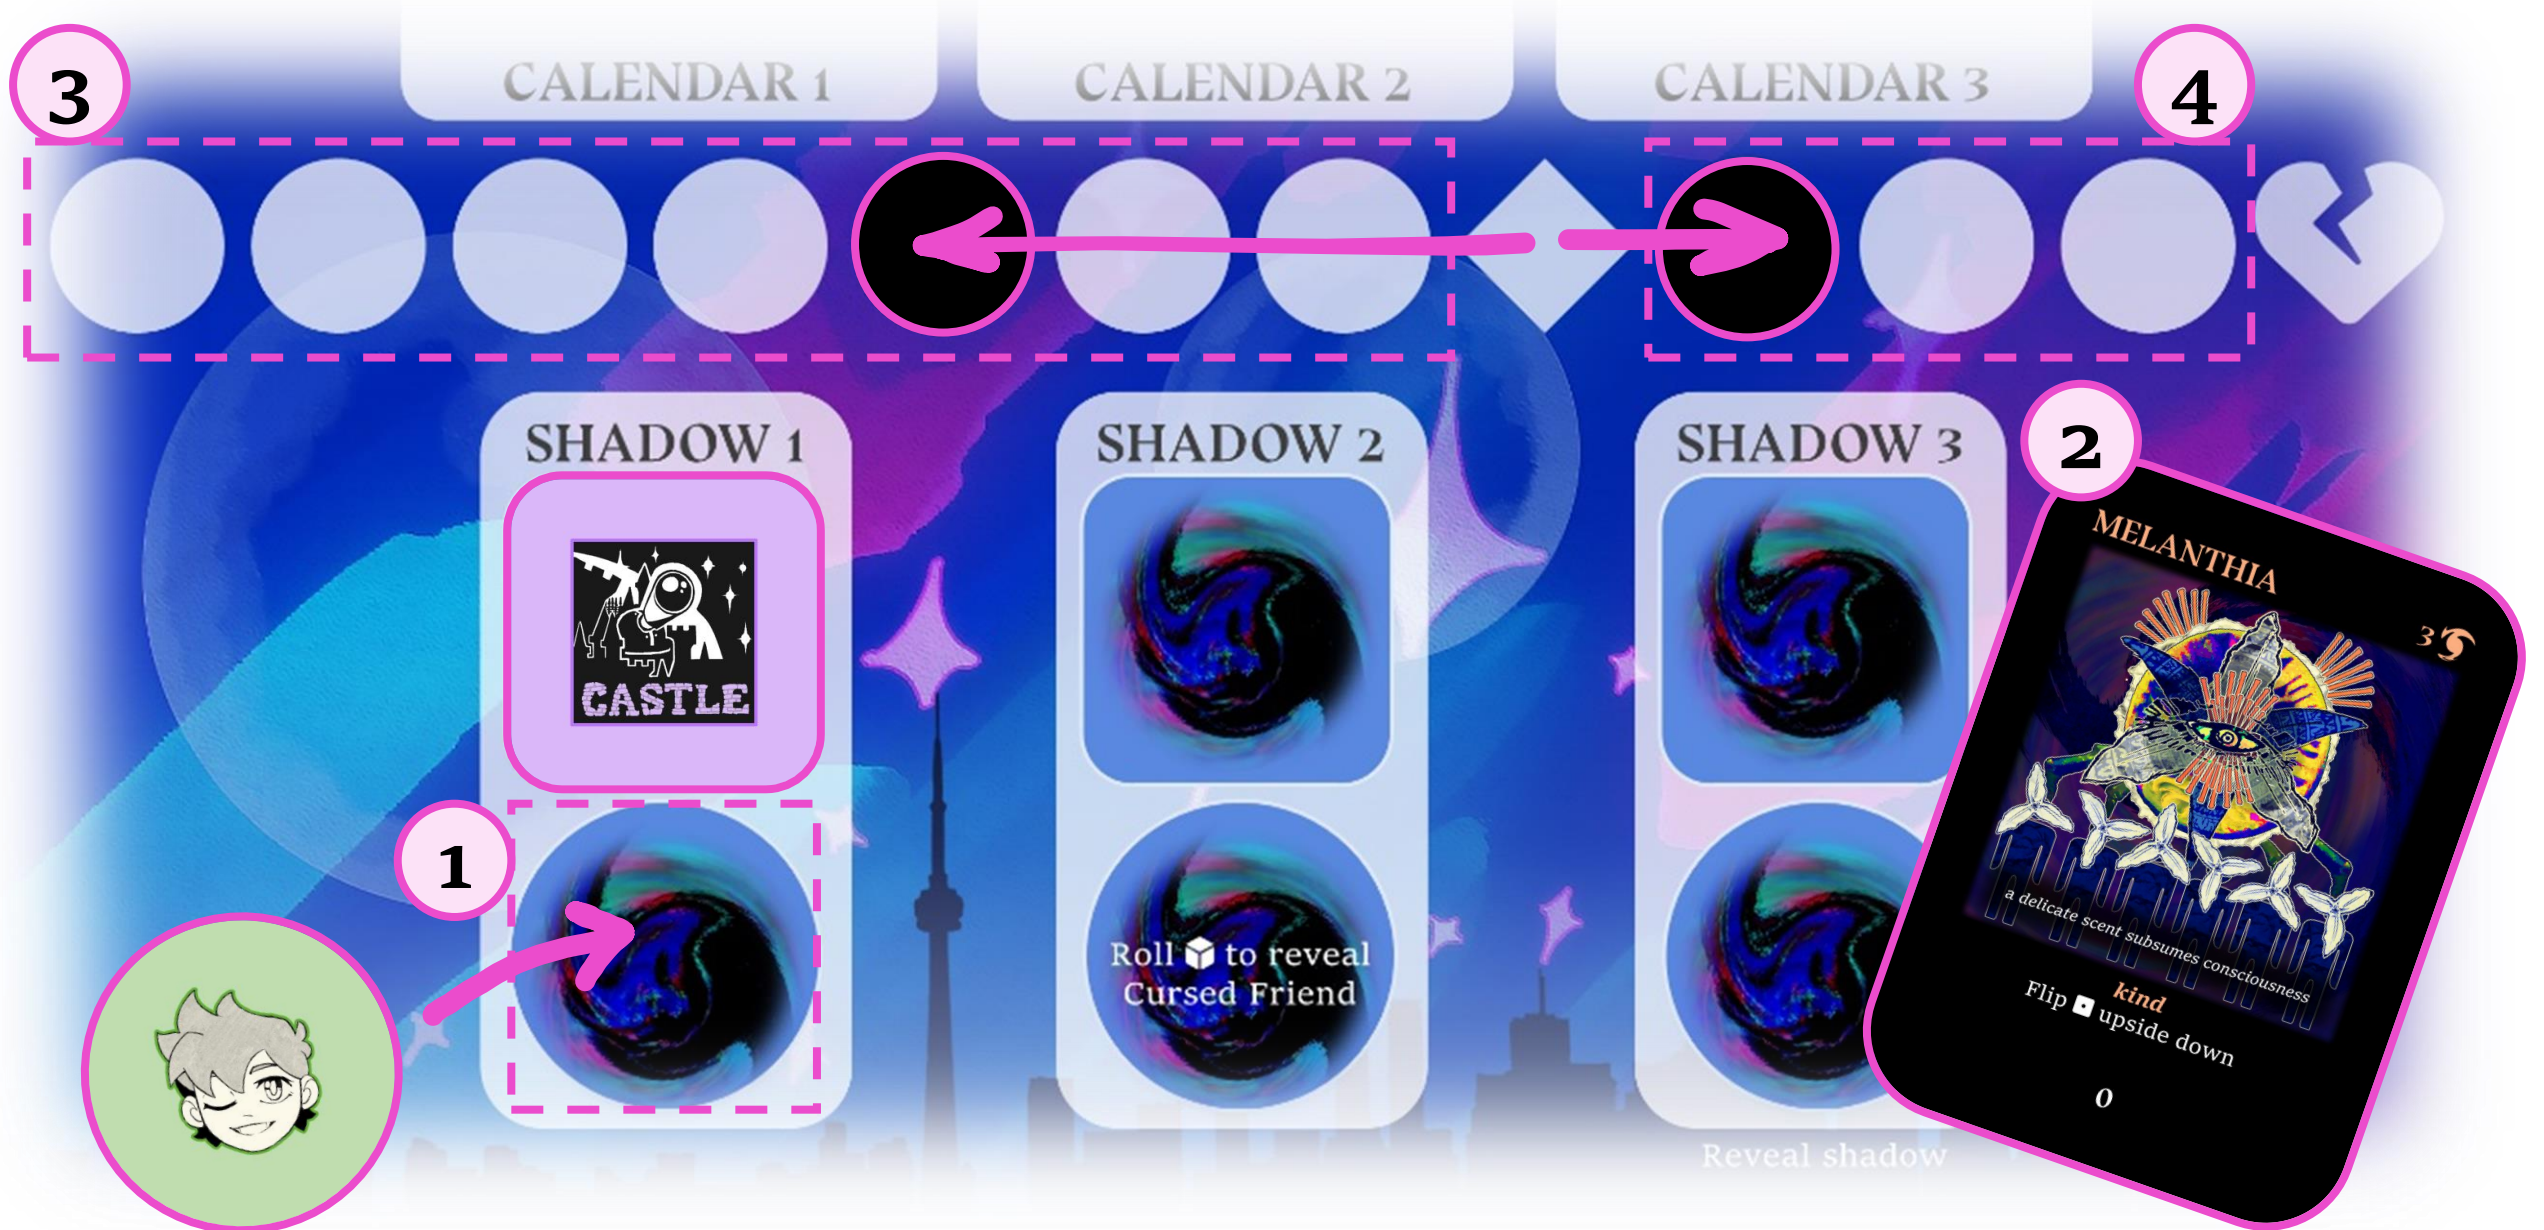 CALENDAR 1
CALENDAR 2
CALENDAR 3
3
4
SHADOW 1
SHADOW 2
SHADOW 3
2
CASTLE
1
Roll to reveal
Cursed Friend
MELANTHIA
3
a delicate scent subsumes consciousness
kind
Flip upside down
0
Reveal shadow